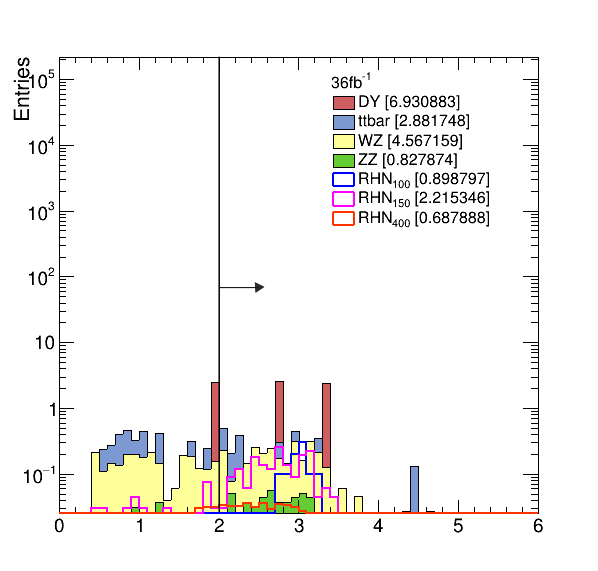 Entries
36fb⁻¹
DY [6.930883]
ttbar [2.881748]
WZ [4.567159]
ZZ [0.827874]
RHN₁₀₀ [0.898797]
RHN₁₅₀ [2.215346]
RHN₄₀₀ [0.687888]
10⁵
10⁴
10³
10²
10
1
10⁻¹
0 1 2 3 4 5 6